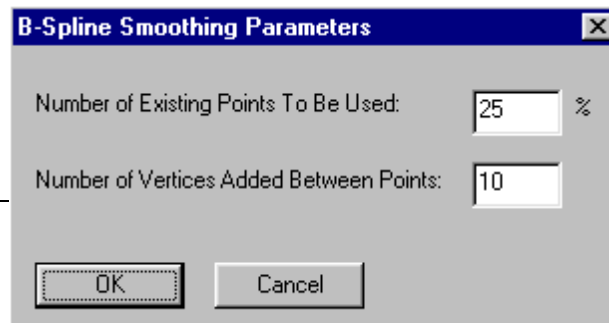 B-Spline Smoothing Parameters
Number of Existing Points To Be Used: 25 %
Number of Vertices Added Between Points: 10
OK Cancel